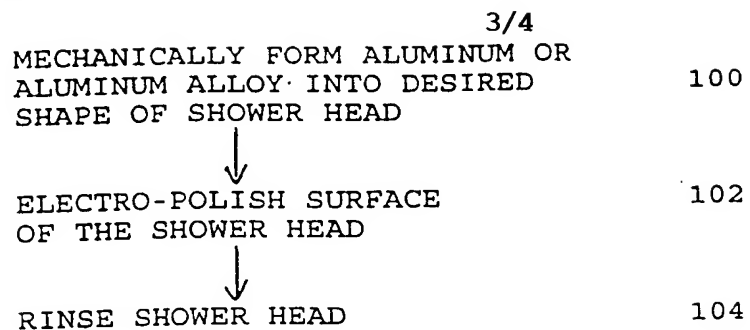 3/4
MECHANICALLY FORM ALUMINUM OR
ALUMINUM ALLOY INTO DESIRED 100
SHAPE OF SHOWER HEAD
ELECTRO-POLISH SURFACE 102
OF THE SHOWER HEAD
RINSE SHOWER HEAD 104